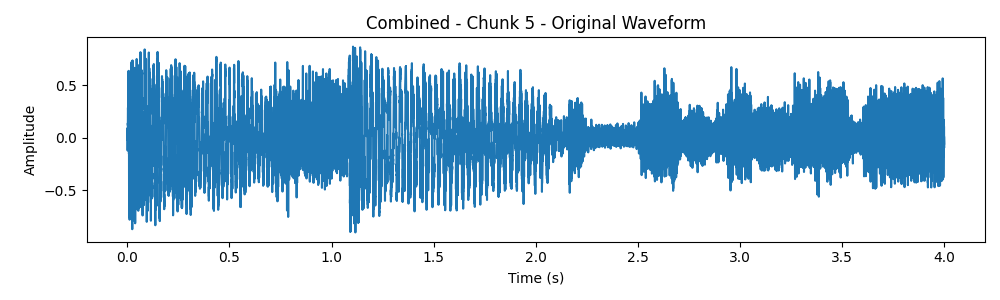 Combined - Chunk 5 - Original Waveform
Amplitude
0.5
0.0
−0.5
0.0 0.5 1.0 1.5 2.0 2.5 3.0 3.5 4.0
Time (s)